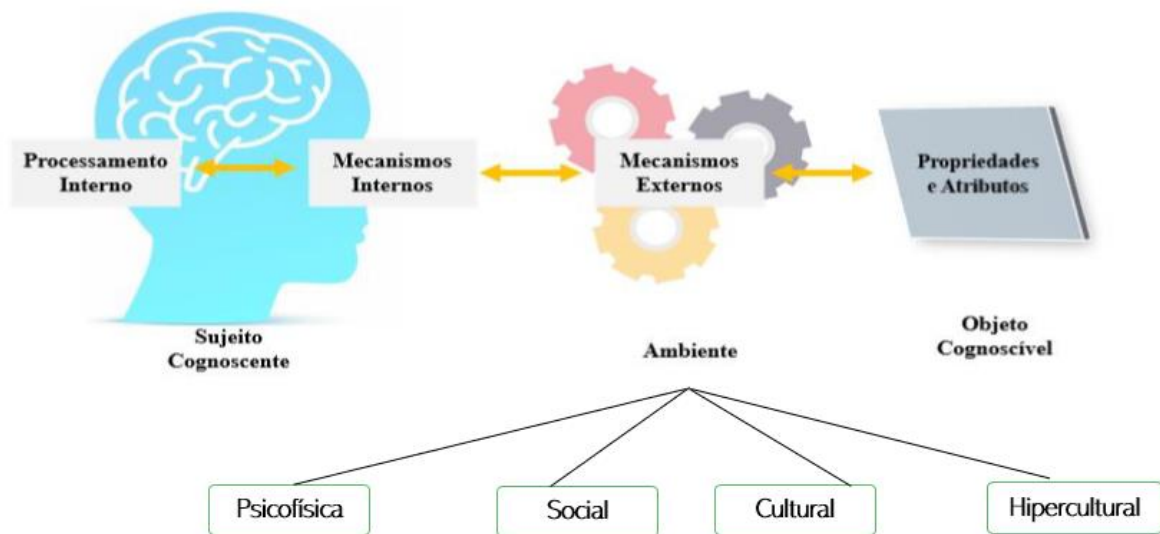 Processamento
Interno
Mecanismos
Internos
Mecanismos
Externos
Propriedades
e Atributos
Sujeito
Cognoscente
Ambiente
Objeto
Cognoscível
Psicofísica
Social
Cultural
Hipercultural